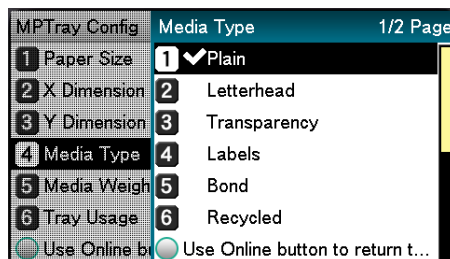 MPTray Config
1 Paper Size
2 X Dimension
3 Y Dimension
4 Media Type
5 Media Weigh
6 Tray Usage
Use Online b
Media Type 1/2 Page
1 Plain
2 Letterhead
3 Transparency
4 Labels
5 Bond
6 Recycled
Use Online button to return t...